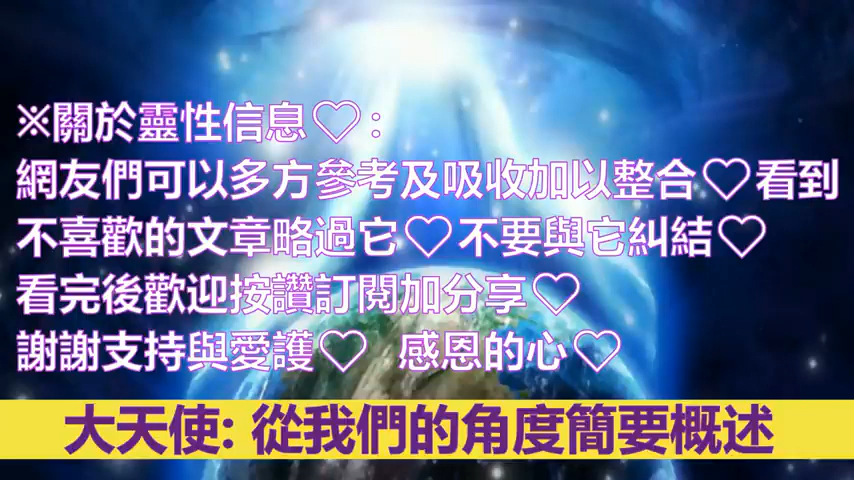 ※關於靈性信息♡:
網友們可以多方參考及吸收加以整合♡看到
不喜歡的文章略過它♡不要與它糾結♡
看完後歡迎按讚訂閱加分享♡
謝謝支持與愛護♡ 感恩的心♡
大天使: 從我們的角度簡要概述